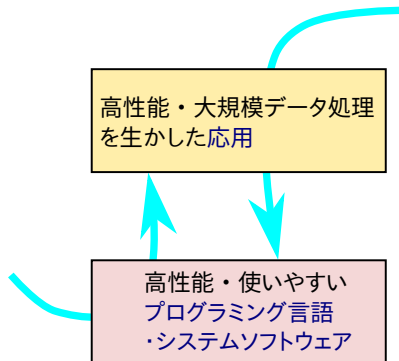 高性能・大規模データ処理
を生かした応用
高性能・使いやすい
プログラミング言語
・システムソフトウェア